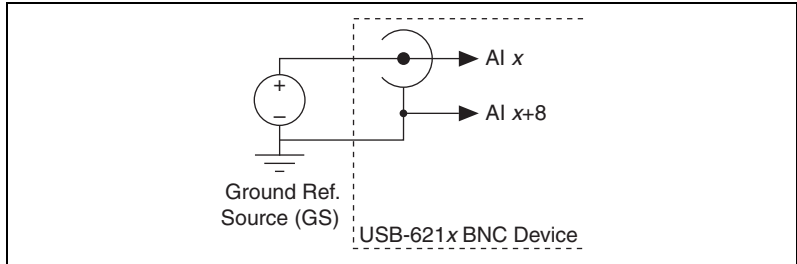 AI x
+
–
AI x+8
Ground Ref.
Source (GS)
USB-621x BNC Device